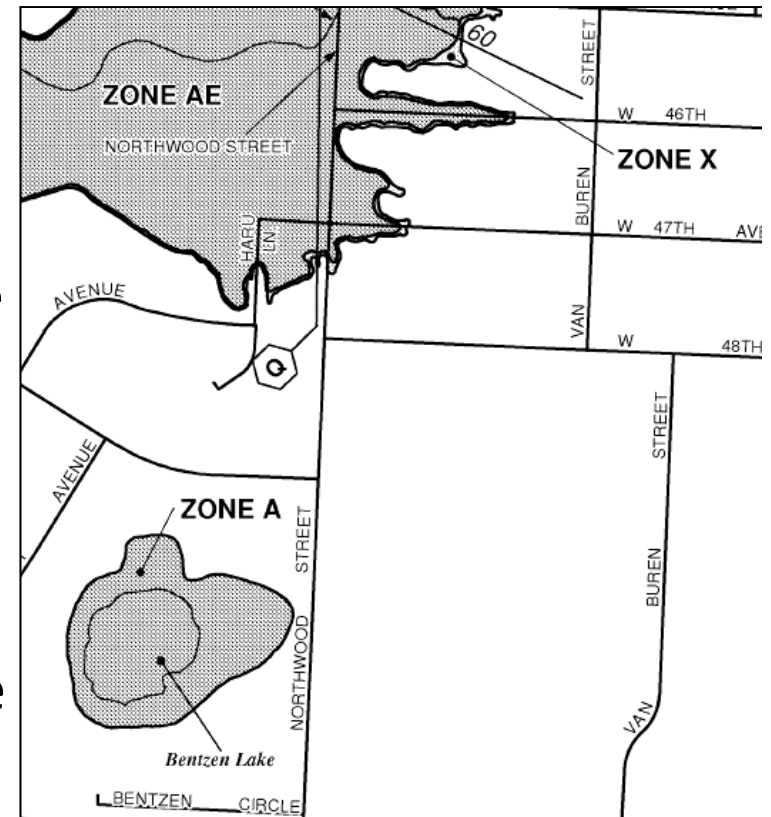 60
STREET
ZONE AE
W 46TH
NORTHWOOD STREET
ZONE X
BUREN
HARU
LN.
W 47TH AVE
AVENUE
VAN
W 48TH
Q
STREET
AVENUE
ZONE A
STREET
BUREN
NORTHWOOD
VAN
Bentzen Lake
BENTZEN CIRCLE